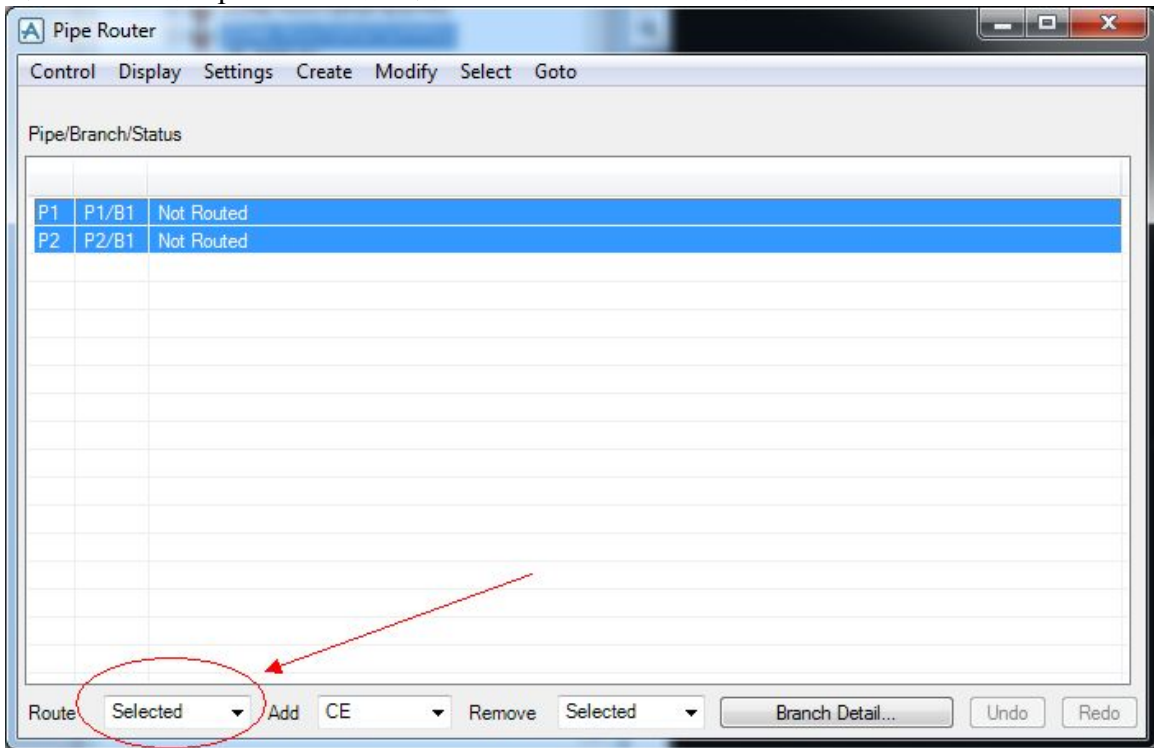 Pipe Router
Control Display Settings Create Modify Select Goto
Pipe/Branch/Status
P1 P1/B1 Not Routed
P2 P2/B1 Not Routed
Route Selected Add CE Remove Selected Branch Detail... Undo Redo